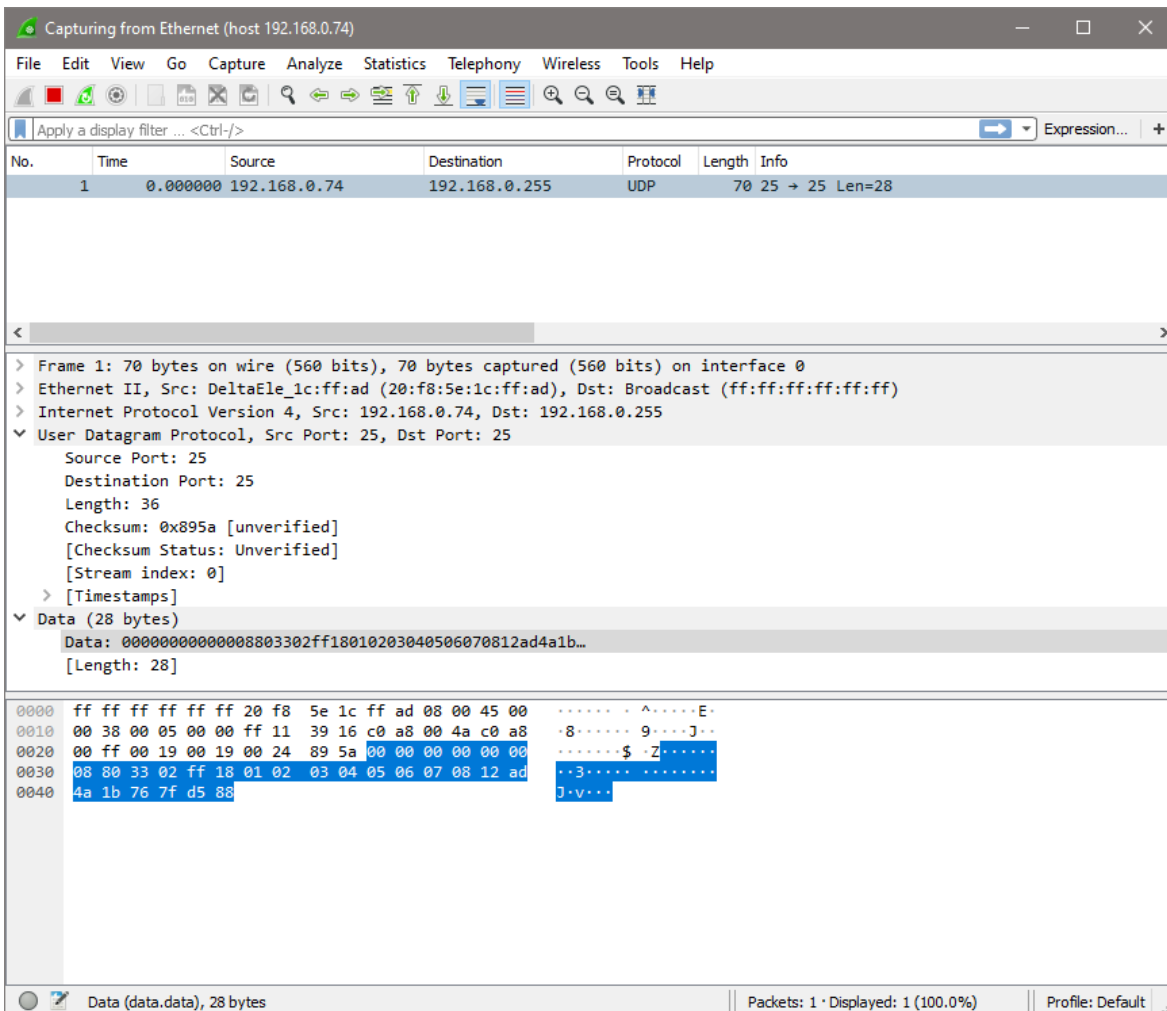 Capturing from Ethernet (host 192.168.0.74)
File Edit View Go Capture Analyze Statistics Telephony Wireless Tools Help
Apply a display filter ... <Ctrl-/> Expression... +
No. Time Source Destination Protocol Length Info
1 0.000000 192.168.0.74 192.168.0.255 UDP 70 25 → 25 Len=28
> Frame 1: 70 bytes on wire (560 bits), 70 bytes captured (560 bits) on interface 0
> Ethernet II, Src: DeltaEle_1c:ff:ad (20:f8:5e:1c:ff:ad), Dst: Broadcast (ff:ff:ff:ff:ff:ff)
> Internet Protocol Version 4, Src: 192.168.0.74, Dst: 192.168.0.255
User Datagram Protocol, Src Port: 25, Dst Port: 25
Source Port: 25
Destination Port: 25
Length: 36
Checksum: 0x895a [unverified]
[Checksum Status: Unverified]
[Stream index: 0]
> [Timestamps]
Data (28 bytes)
Data: 00000000000008803302ff18010203040506070812ad4a1b…
[Length: 28]
0000 ff ff ff ff ff ff 20 f8 5e 1c ff ad 08 00 45 00 ······ · ^·····E·
0010 00 38 00 05 00 00 ff 11 39 16 c0 a8 00 4a c0 a8 ·8······ 9····J··
0020 00 ff 00 19 00 19 00 24 89 5a 00 00 00 00 00 00 ·······$ ·Z······
0030 08 80 33 02 ff 18 01 02 03 04 05 06 07 08 12 ad ··3····· ········
0040 4a 1b 76 7f d5 88 J·v···
Data (data.data), 28 bytes Packets: 1 · Displayed: 1 (100.0%) Profile: Default